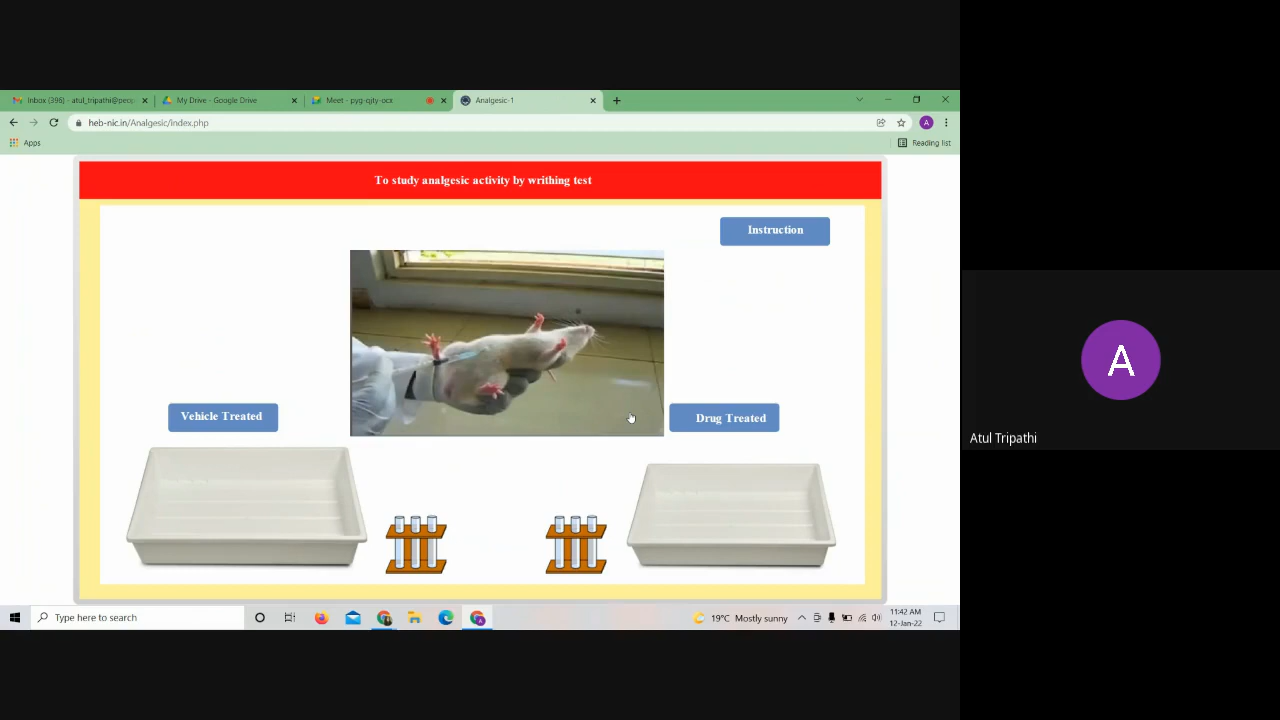 Inbox (396) - atul_tripathi@pec
My Drive - Google Drive
Meet - pyg-qjty-ocx
Analgesic-1
heb-nic.in/Analgesic/index.php
A
Apps
Reading list
To study analgesic activity by writhing test
Instruction
Vehicle Treated
Drug Treated
A
Atul Tripathi
Type here to search
19°C Mostly sunny
11:42 AM
12-Jan-22